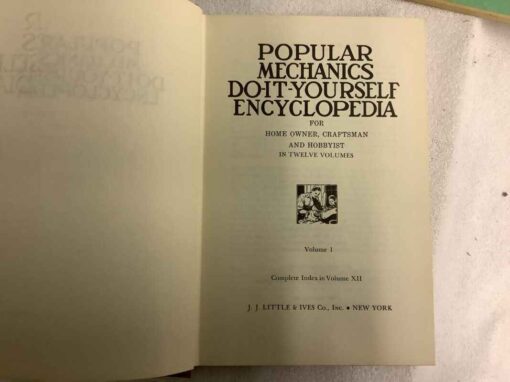 POPULAR
MECHANICS
DO-IT-YOURSELF
ENCYCLOPEDIA
FOR
HOME OWNER, CRAFTSMAN
AND HOBBYIST
IN TWELVE VOLUMES
Volume 1
Complete Index in Volume XII
J. J. LITTLE & IVES Co., Inc. • NEW YORK